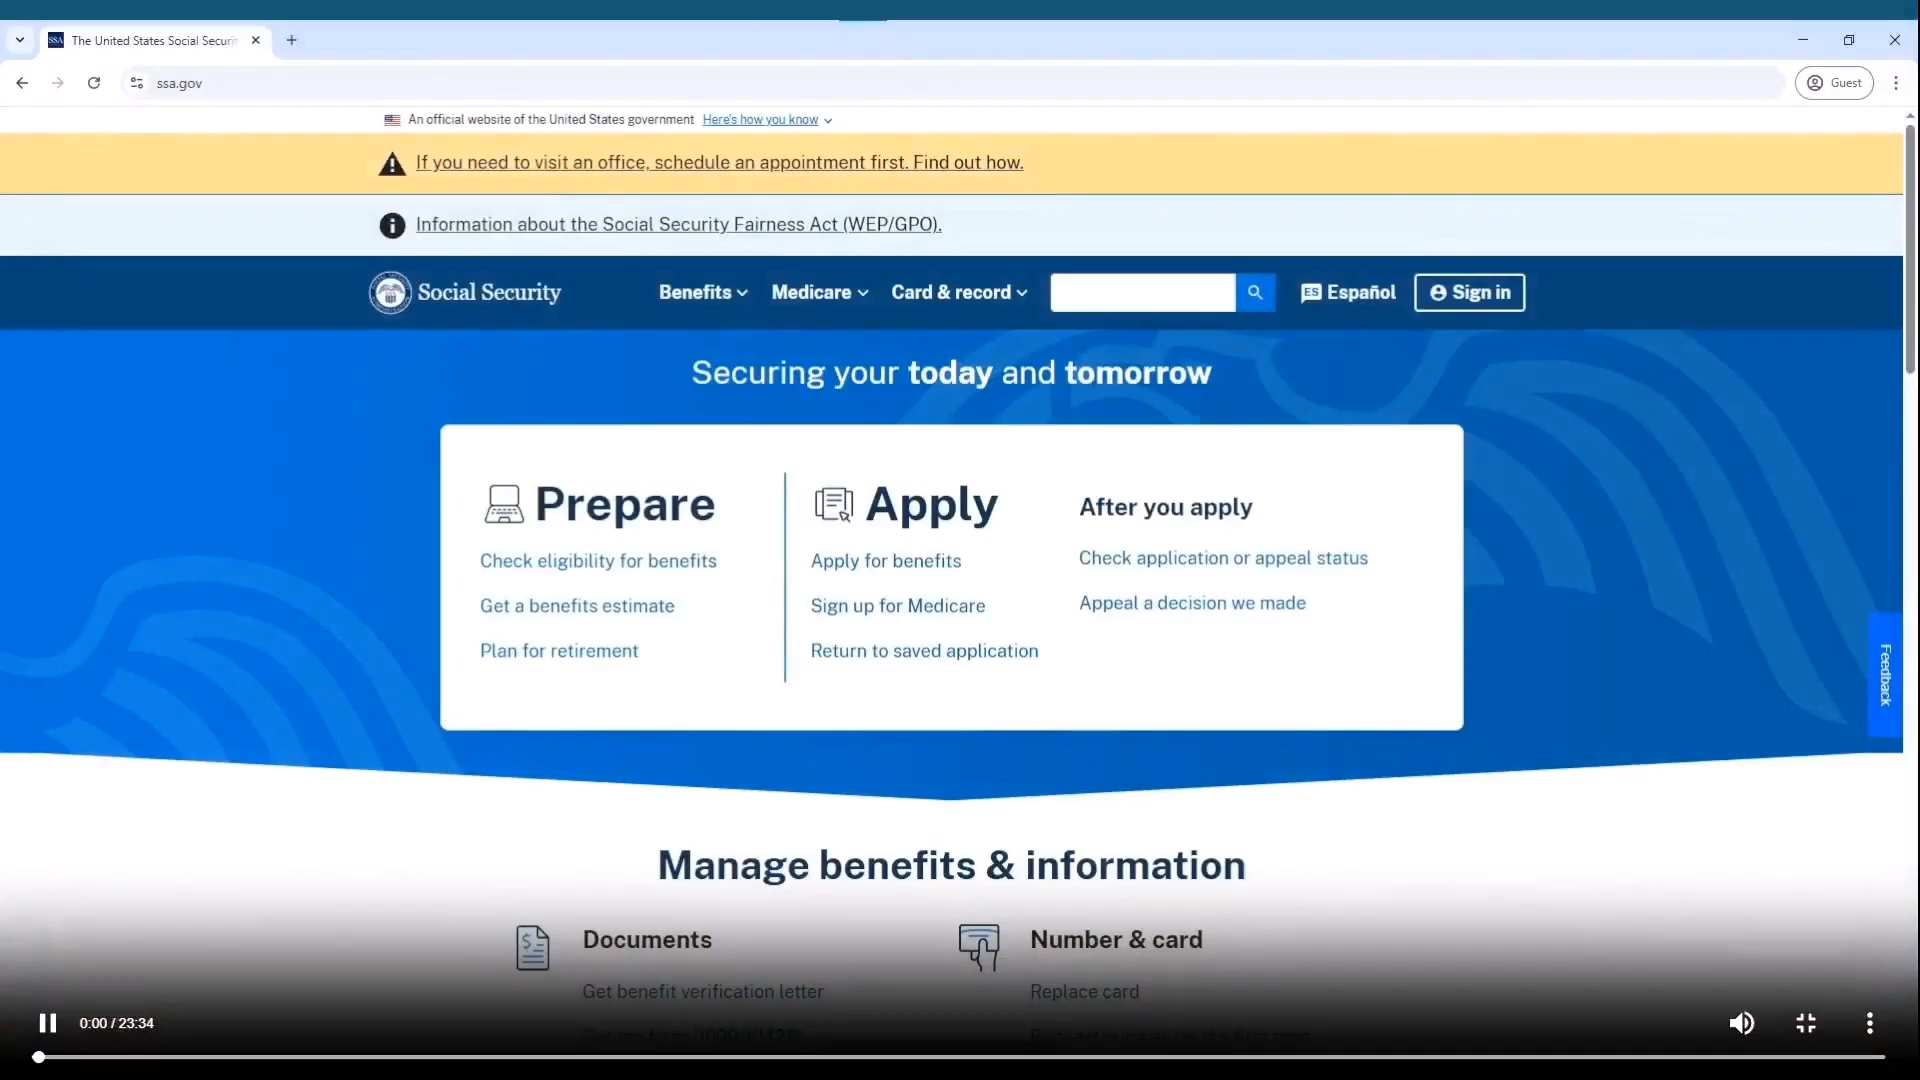 The United States Social Securi
ssa.gov
Guest
An official website of the United States government Here's how you know
If you need to visit an office, schedule an appointment first. Find out how.
Information about the Social Security Fairness Act (WEP/GPO).
Social Security
Benefits
Medicare
Card & record
ES Español
Sign in
Securing your today and tomorrow
Prepare
Check eligibility for benefits
Get a benefits estimate
Plan for retirement
Apply
Apply for benefits
Sign up for Medicare
Return to saved application
After you apply
Check application or appeal status
Appeal a decision we made
Feedback
Manage benefits & information
Documents
Get benefit verification letter
Number & card
Replace card
0:00 / 23:34